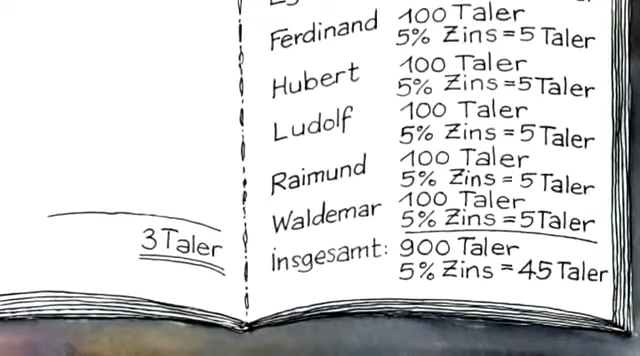 3 Taler
Ferdinand 100 Taler
5% Zins = 5 Taler
Hubert 100 Taler
5% Zins = 5 Taler
Ludolf 100 Taler
5% Zins = 5 Taler
Raimund 100 Taler
5% Zins = 5 Taler
Waldemar 100 Taler
5% Zins = 5 Taler
insgesamt: 900 Taler
5% Zins = 45 Taler